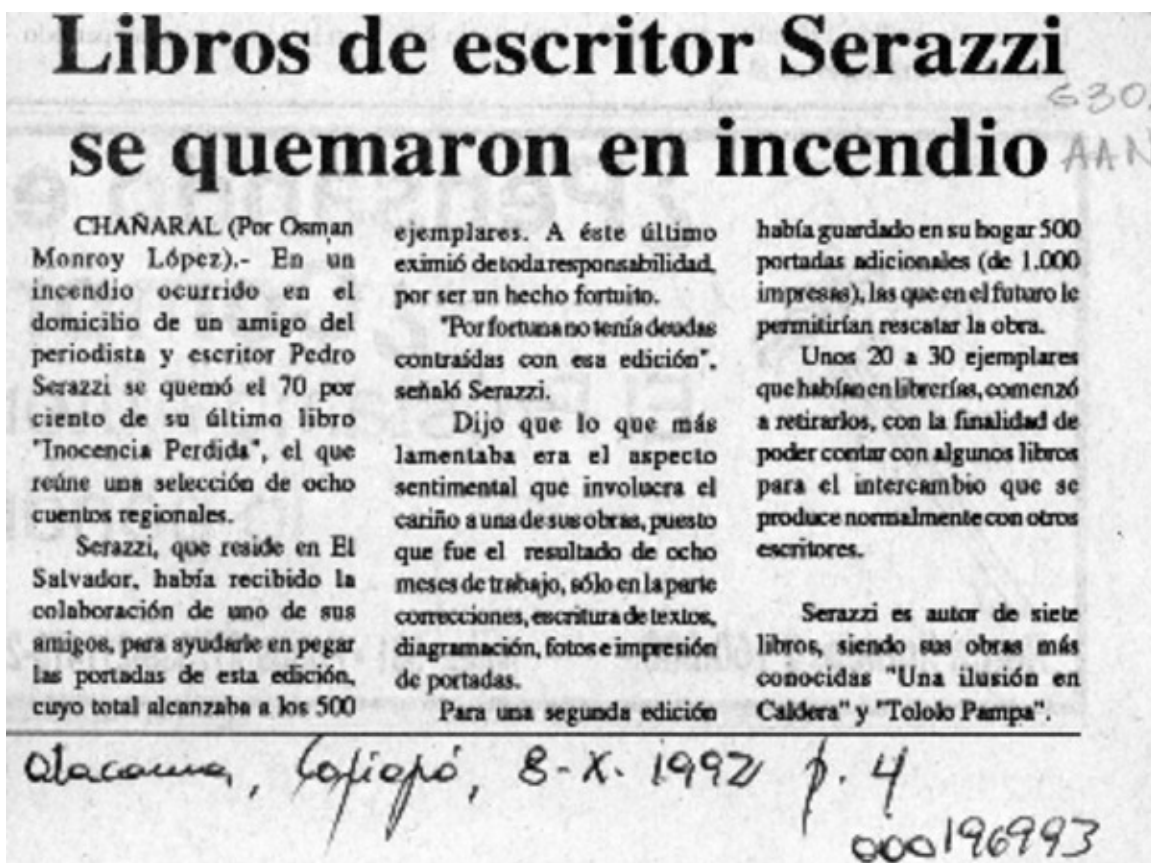 Libros de escritor Serazzi
se quemaron en incendio
630.
AAN
CHAÑARAL (Por Osman
Monroy López).- En un
incendio ocurrido en el
domicilio de un amigo del
periodista y escritor Pedro
Serazzi se quemó el 70 por
ciento de su último libro
"Inocencia Perdida", el que
reúne una selección de ocho
cuentos regionales.
Serazzi, que reside en El
Salvador, había recibido la
colaboración de uno de sus
amigos, para ayudarle en pegar
las portadas de esta edición,
cuyo total alcanzaba a los 500
ejemplares. A éste último
eximió de toda responsabilidad,
por ser un hecho fortuito.
"Por fortuna no tenía deudas
contraídas con esa edición",
señaló Serazzi.
Dijo que lo que más
lamentaba era el aspecto
sentimental que involucra el
cariño a una de sus obras, puesto
que fue el resultado de ocho
meses de trabajo, sólo en la parte
correcciones, escritura de textos,
diagramación, fotos e impresión
de portadas.
Para una segunda edición
había guardado en su hogar 500
portadas adicionales (de 1.000
impresas), las que en el futuro le
permitirían rescatar la obra.
Unos 20 a 30 ejemplares
que habían en librerías, comenzó
a retirarlos, con la finalidad de
poder contar con algunos libros
para el intercambio que se
produce normalmente con otros
escritores.
Serazzi es autor de siete
libros, siendo sus obras más
conocidas "Una ilusión en
Caldera" y "Tololo Pampa".
Atacama, Copiapó, 8-X-1992 p. 4
000196993